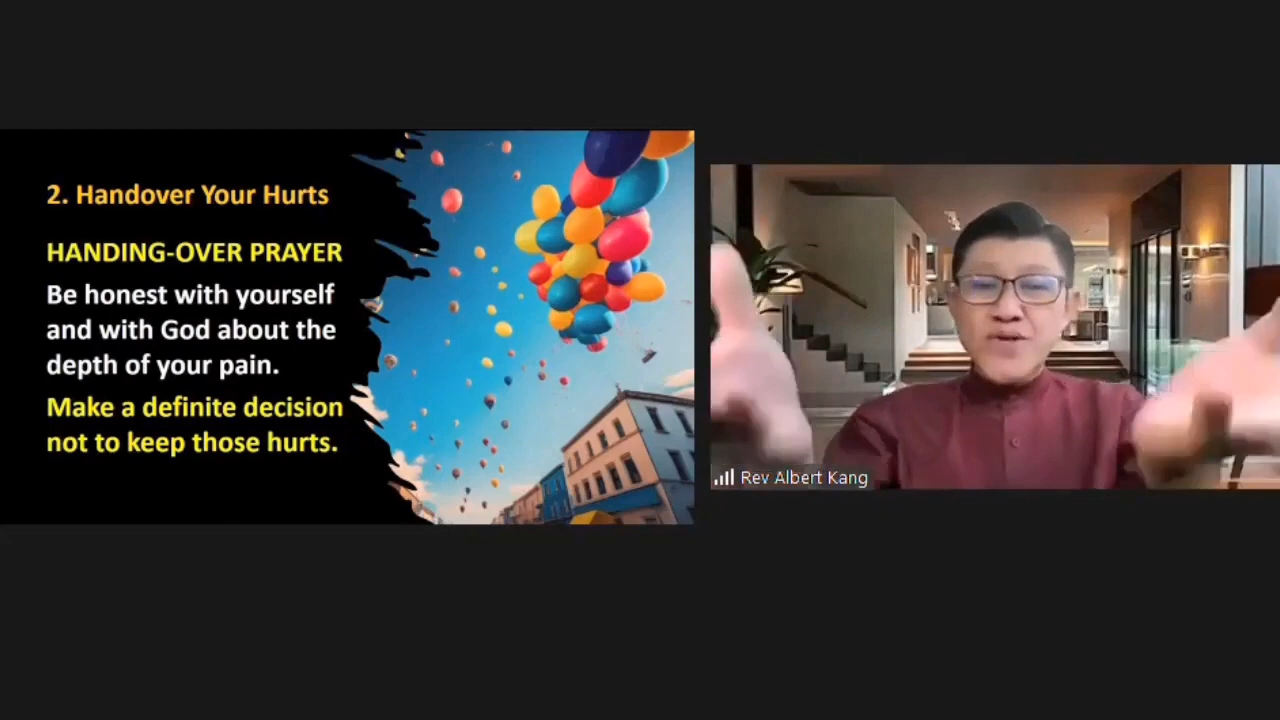 2. Handover Your Hurts
HANDING-OVER PRAYER
Be honest with yourself
and with God about the
depth of your pain.
Make a definite decision
not to keep those hurts.
Rev Albert Kang